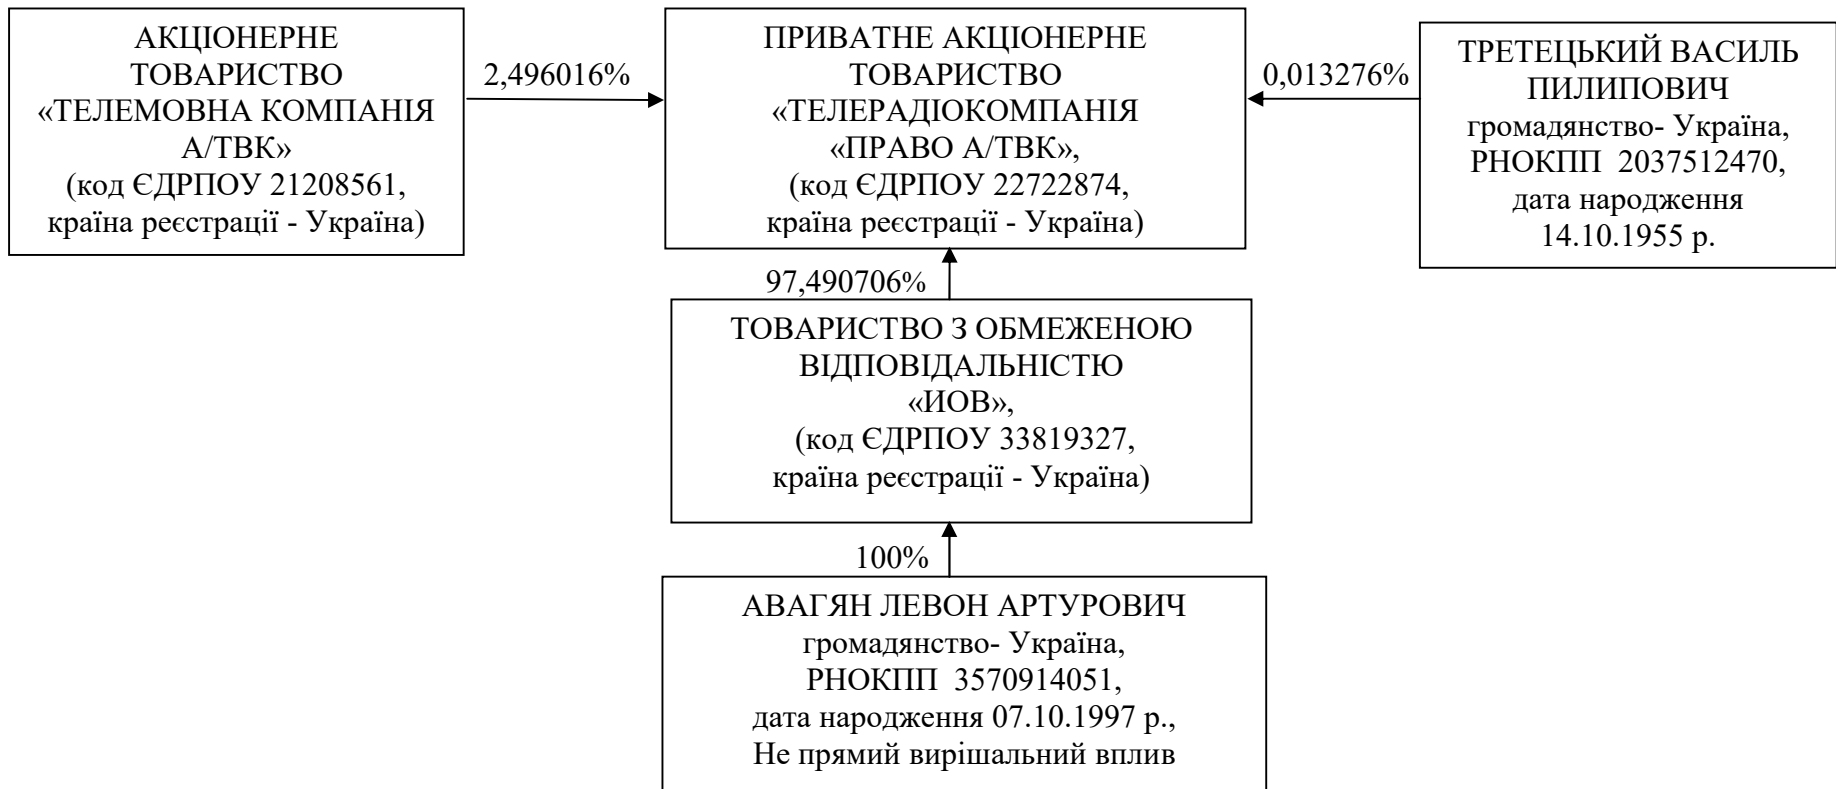 АКЦІОНЕРНЕ
ТОВАРИСТВО
«ТЕЛЕМОВНА КОМПАНІЯ
А/ТВК»
(код ЄДРПОУ 21208561,
країна реєстрації - Україна)
2,496016%
ПРИВАТНЕ АКЦІОНЕРНЕ
ТОВАРИСТВО
«ТЕЛЕРАДІОКОМПАНІЯ
«ПРАВО А/ТВК»,
(код ЄДРПОУ 22722874,
країна реєстрації - Україна)
0,013276%
ТРЕТЕЦЬКИЙ ВАСИЛЬ
ПИЛИПОВИЧ
громадянство- Україна,
РНОКПП 2037512470,
дата народження
14.10.1955 р.
97,490706%
ТОВАРИСТВО З ОБМЕЖЕНОЮ
ВІДПОВІДАЛЬНІСТЮ
«ИОВ»,
(код ЄДРПОУ 33819327,
країна реєстрації - Україна)
100%
АВАГЯН ЛЕВОН АРТУРОВИЧ
громадянство- Україна,
РНОКПП 3570914051,
дата народження 07.10.1997 р.,
Не прямий вирішальний вплив